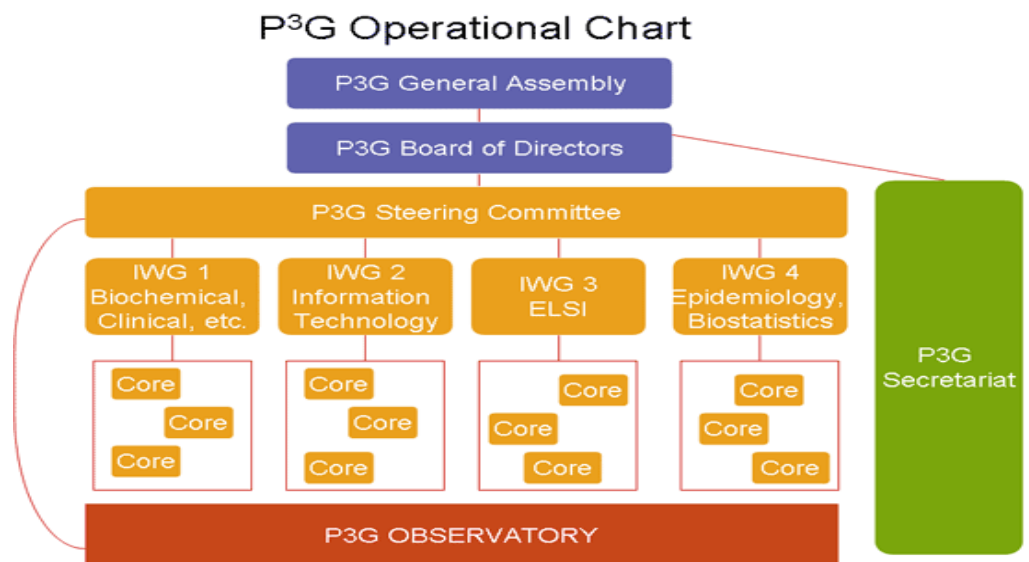 P³G Operational Chart
P3G General Assembly
P3G Board of Directors
P3G Steering Committee
IWG 1
Biochemical,
Clinical, etc.
IWG 2
Information
Technology
IWG 3
ELSI
IWG 4
Epidemiology,
Biostatistics
P3G
Secretariat
Core
Core
Core
Core
Core
Core
Core
Core
Core
Core
Core
Core
P3G OBSERVATORY